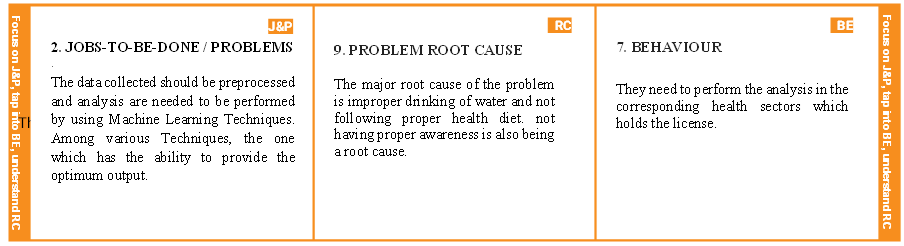 Focus on J&P, tap into BE, understand RC
Th
J&P
2. JOBS-TO-BE-DONE / PROBLEMS
.
The data collected should be preprocessed
and analysis are needed to be performed
by using Machine Learning Techniques.
Among various Techniques, the one
which has the ability to provide the
optimum output.
RC
9. PROBLEM ROOT CAUSE
The major root cause of the problem
is improper drinking of water and not
following proper health diet. not
having proper awareness is also being
a root cause.
BE
7. BEHAVIOUR
They need to perform the analysis in the
corresponding health sectors which
holds the license.
Focus on J&P, tap into BE, understand RC